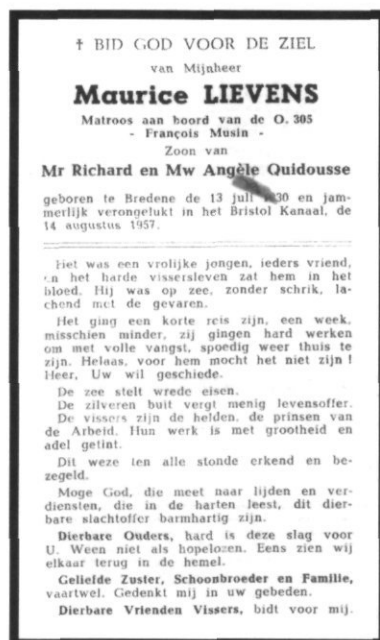 † BID GOD VOOR DE ZIEL
van Mijnheer
Maurice LIEVENS
Matroos aan boord van de O. 305
- François Musin -
Zoon van
Mr Richard en Mw Angèle Quidousse
geboren te Bredene de 13 juli 1930 en jam-
merlijk verongelukt in het Bristol Kanaal, de
14 augustus 1957.
Het was een vrolijke jongen, ieders vriend,
en het harde vissersleven zat hem in het
bloed. Hij was op zee, zonder schrik, la-
chend met de gevaren.
Het ging een korte reis zijn, een week,
misschien minder, zij gingen hard werken
om met volle vangst, spoedig weer thuis te
zijn. Helaas, voor hem mocht het niet zijn !
Heer, Uw wil geschiede.
De zee stelt wrede eisen.
De zilveren buit vergt menig levensoffer.
De vissers zijn de helden, de prinsen van
de Arbeid. Hun werk is met grootheid en
adel getint.
Dit weze ten alle stonde erkend en be-
zegeld.
Moge God, die meet naar lijden en ver-
diensten, die in de harten leest, dit dier-
bare slachtoffer barmhartig zijn.
Dierbare Ouders, hard is deze slag voor
U. Ween niet als hopelozen. Eens zien wij
elkaar terug in de hemel.
Geliefde Zuster, Schoonbroeder en Familie,
vaartwel. Gedenkt mij in uw gebeden.
Dierbare Vrienden Vissers, bidt voor mij.